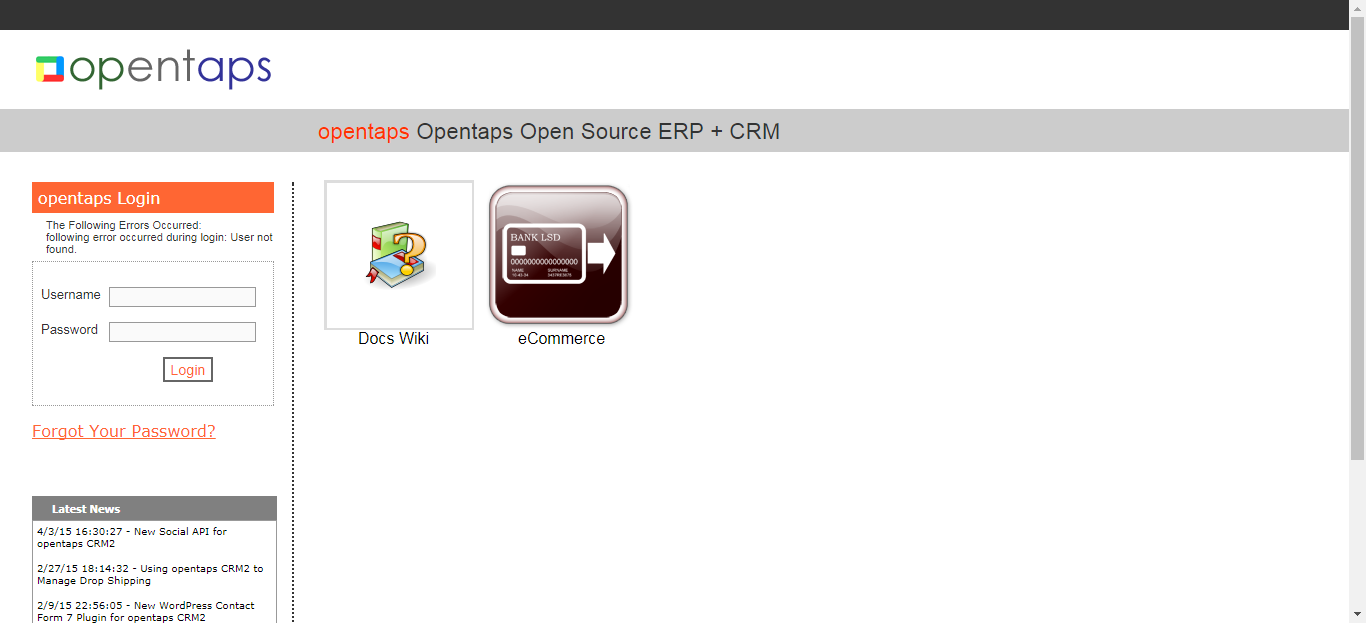 opentaps
opentaps Opentaps Open Source ERP + CRM
opentaps Login
The Following Errors Occurred:
following error occurred during login: User not
found.
Username
Password
Login
Forgot Your Password?
BANK LSD
0000000000000000
NAME SURNAME
Docs Wiki
eCommerce
Latest News
4/3/15 16:30:27 - New Social API for
opentaps CRM2
2/27/15 18:14:32 - Using opentaps CRM2 to
Manage Drop Shipping
2/9/15 22:56:05 - New WordPress Contact
Form 7 Plugin for opentaps CRM2